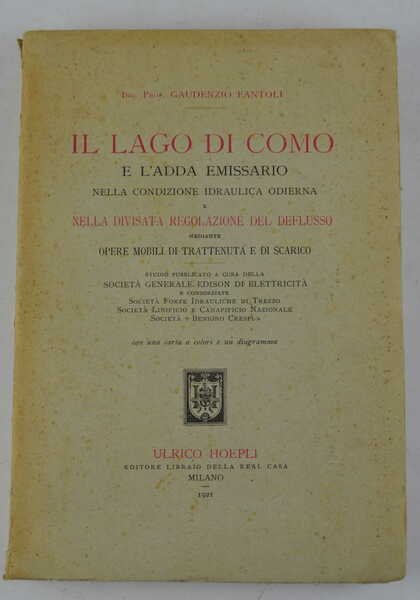 Ing. Prof. GAUDENZIO FANTOLI
IL LAGO DI COMO
E L'ADDA EMISSARIO
NELLA CONDIZIONE IDRAULICA ODIERNA
E
NELLA DIVISATA REGOLAZIONE DEL DEFLUSSO
MEDIANTE
OPERE MOBILI DI TRATTENUTA E DI SCARICO
STUDIO PUBBLICATO A CURA DELLA
SOCIETÀ GENERALE EDISON DI ELETTRICITÀ
E CONSORZIATE
Società Forze Idrauliche di Trezzo
Società Linificio e Canapificio Nazionale
Società « Benigno Crespi »
con una carta a colori e un diagramma
ULRICO HOEPLI
EDITORE LIBRAIO DELLA REAL CASA
MILANO
1921